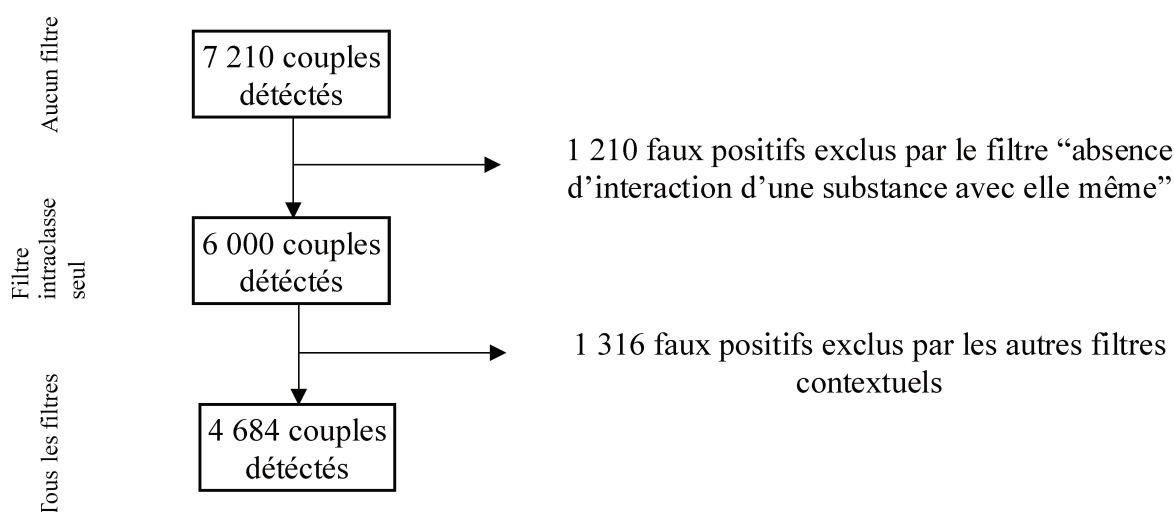 Aucun filtre
7 210 couples
détéctés
1 210 faux positifs exclus par le filtre “absence
d’interaction d’une substance avec elle même”
Filtre
intraclasse
seul
6 000 couples
détéctés
1 316 faux positifs exclus par les autres filtres
contextuels
Tous les filtres
4 684 couples
détéctés